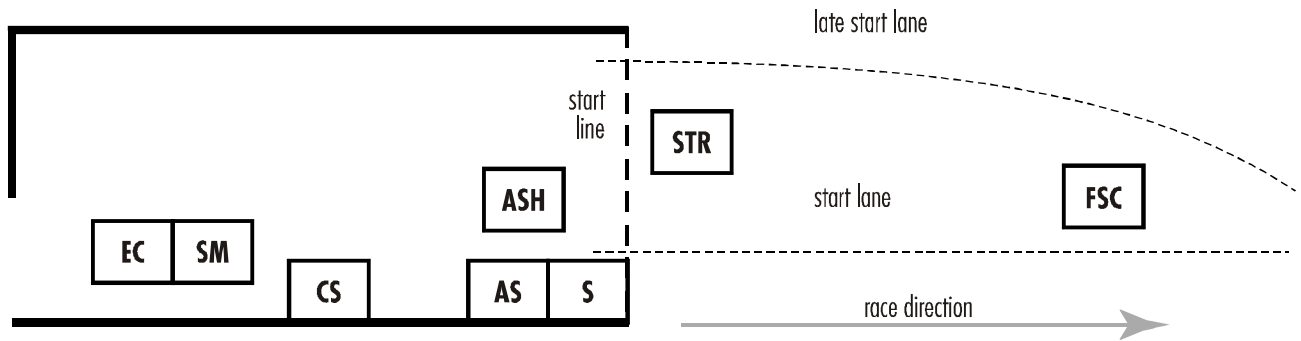 late start lane
start
line
STR
ASH
start lane
FSC
EC
SM
CS
AS
S
race direction